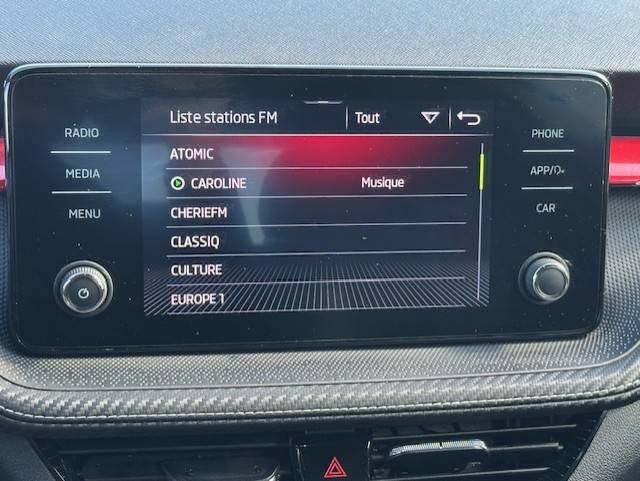 Liste stations FM Tout
RADIO
MEDIA
MENU
ATOMIC
CAROLINE Musique
CHERIEFM
CLASSIQ
CULTURE
EUROPE 1
PHONE
APP/
CAR